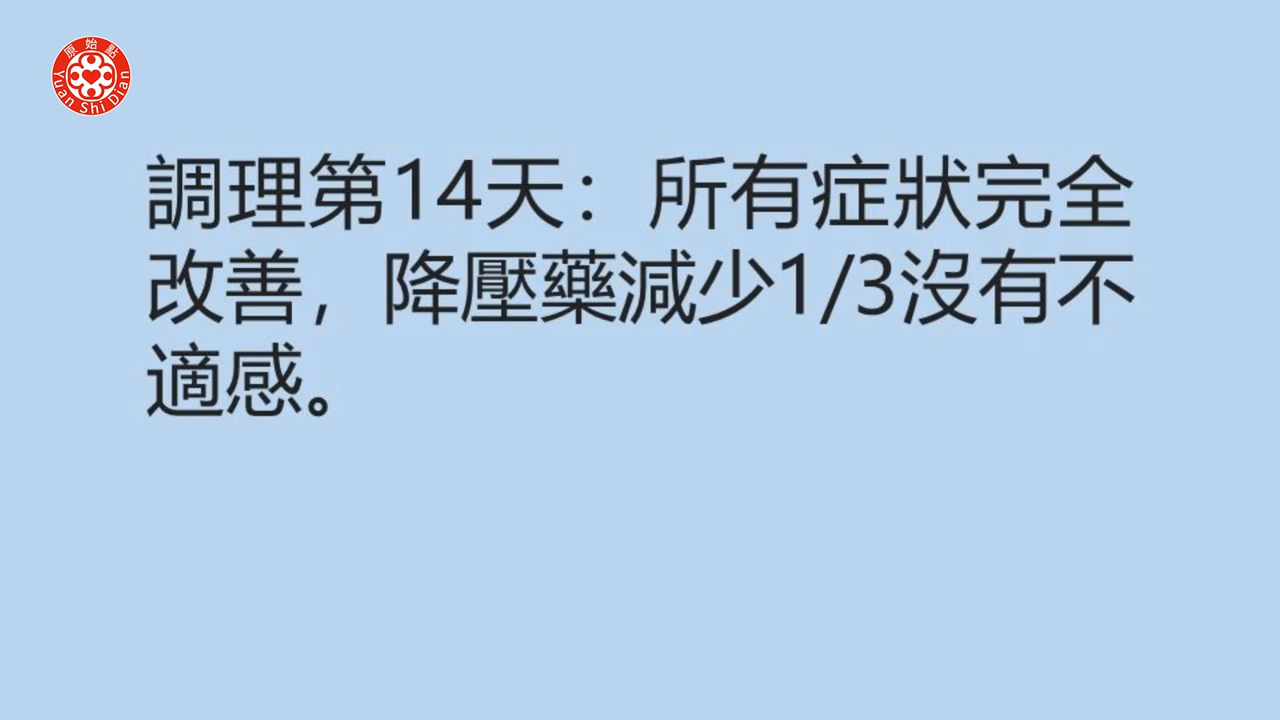 原始點
Yuan Shi Dian
調理第14天：所有症狀完全
改善，降壓藥減少1/3沒有不
適感。